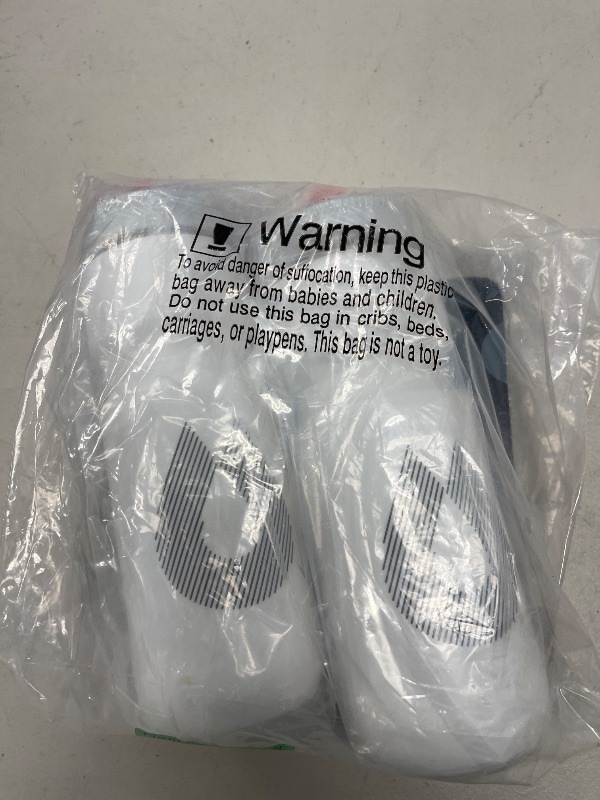 Warning
To avoid danger of suffocation, keep this plastic
bag away from babies and children.
Do not use this bag in cribs, beds,
carriages, or playpens. This bag is not a toy.